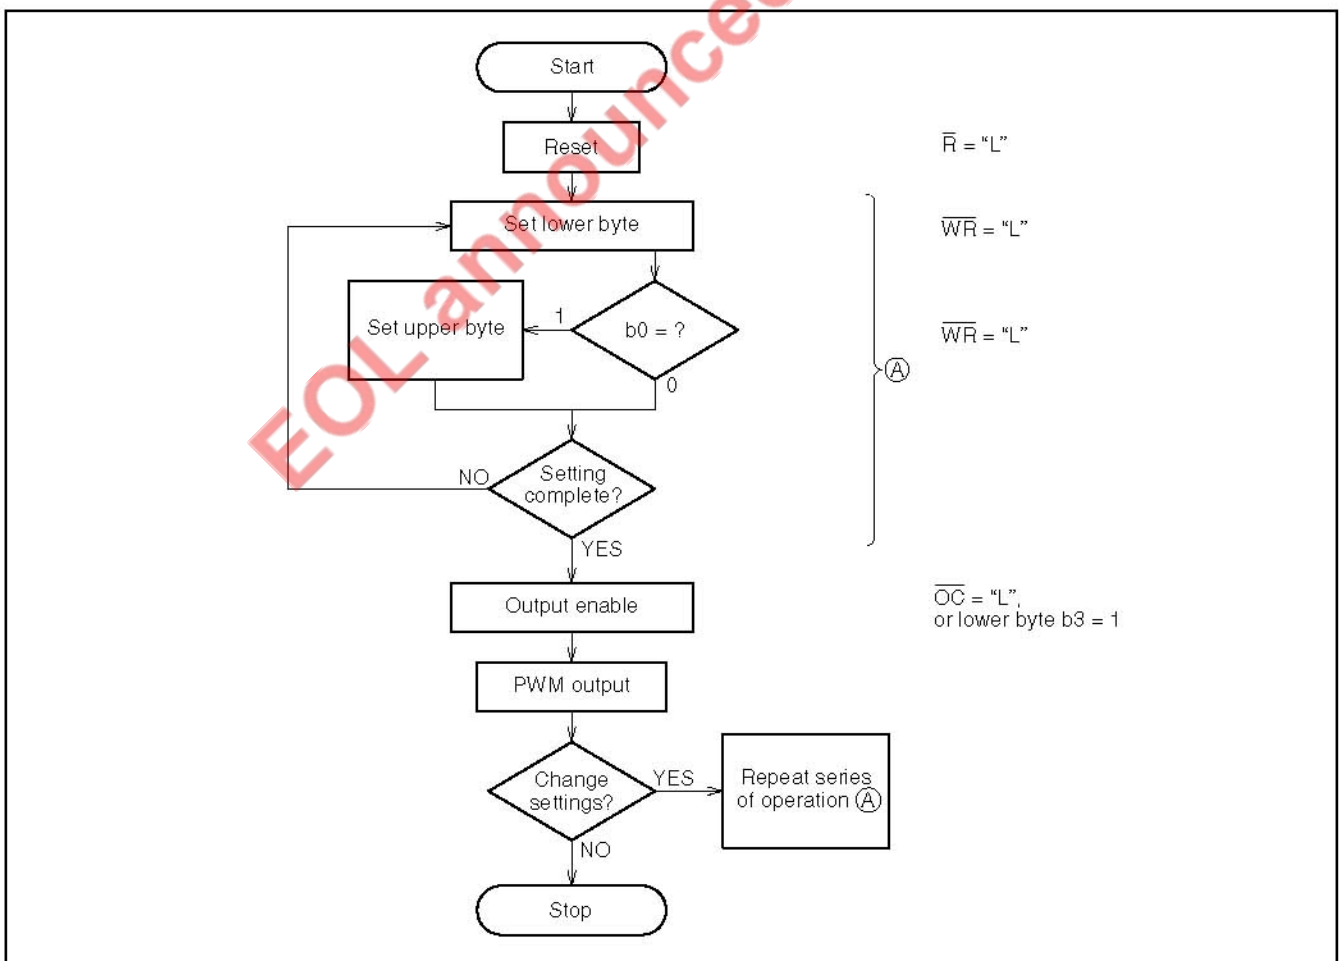 Start
Reset
R̅ = “L”
Set lower byte
W̅R̅ = “L”
Set upper byte
1
b0 = ?
W̅R̅ = “L”
0
Ⓐ
NO
Setting
complete?
YES
Output enable
O̅C̅ = “L”,
or lower byte b3 = 1
PWM output
Change
settings?
YES
Repeat series
of operation Ⓐ
NO
Stop
EOL announced